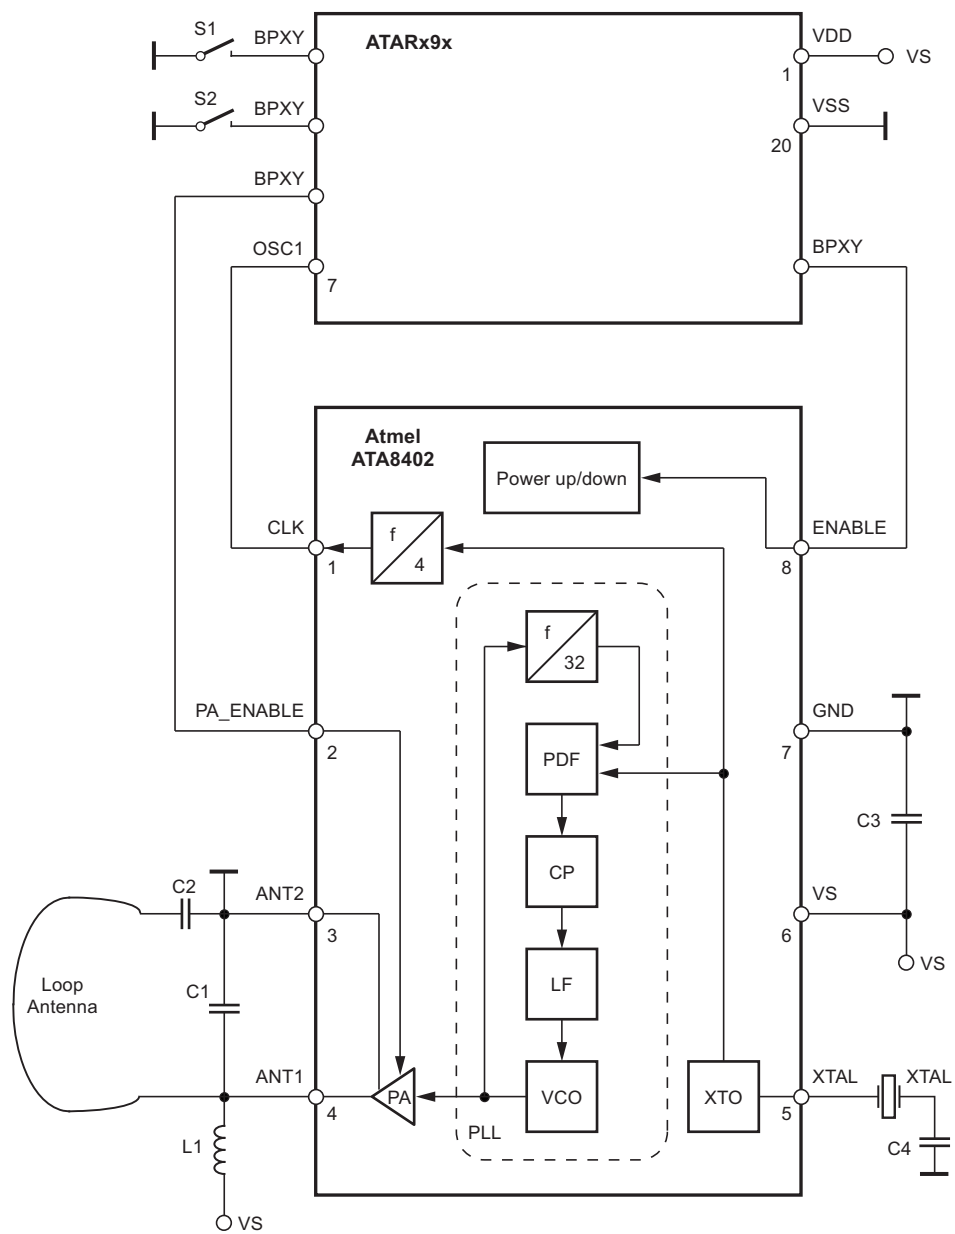 S1
BPXY
ATARx9x
VDD
1
VS
S2
BPXY
VSS
20
BPXY
OSC1
7
BPXY
Atmel
ATA8402
Power up/down
CLK
1
f
4
ENABLE
8
f
32
PA_ENABLE
2
PDF
GND
7
C3
CP
C2
ANT2
3
VS
6
VS
Loop
Antenna
C1
LF
ANT1
4
PA
VCO
XTO
XTAL
5
XTAL
PLL
L1
C4
VS